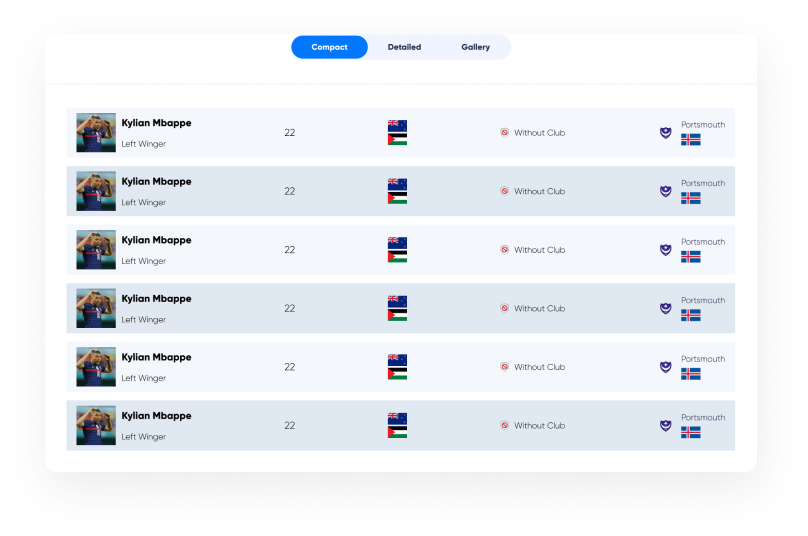 Compact Detailed Gallery
Kylian Mbappe
Left Winger
22
Without Club
Portsmouth
Kylian Mbappe
Left Winger
22
Without Club
Portsmouth
Kylian Mbappe
Left Winger
22
Without Club
Portsmouth
Kylian Mbappe
Left Winger
22
Without Club
Portsmouth
Kylian Mbappe
Left Winger
22
Without Club
Portsmouth
Kylian Mbappe
Left Winger
22
Without Club
Portsmouth